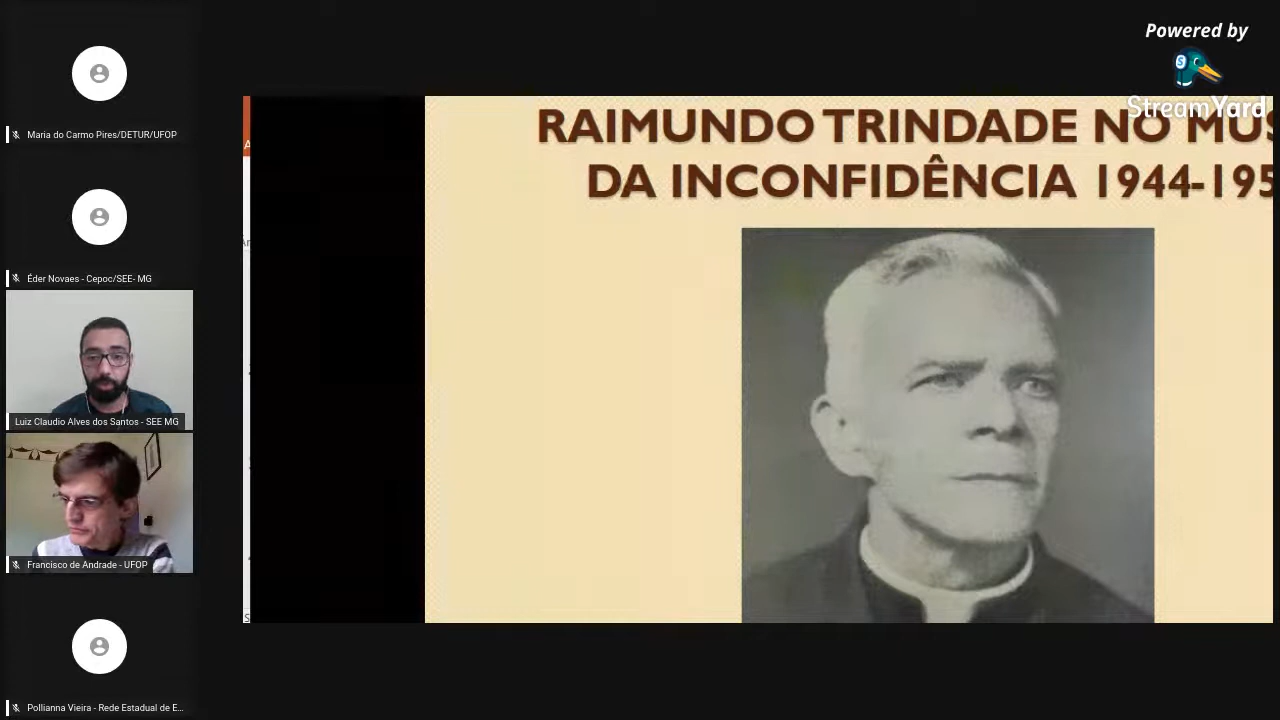 Powered by
StreamYard
RAIMUNDO TRINDADE NO MUS
DA INCONFIDÊNCIA 1944-195
Maria do Carmo Pires/DETUR/UFOP
Éder Novaes - Cepoc/SEE- MG
Luiz Claudio Alves dos Santos - SEE MG
Francisco de Andrade - UFOP
Pollianna Vieira - Rede Estadual de E...